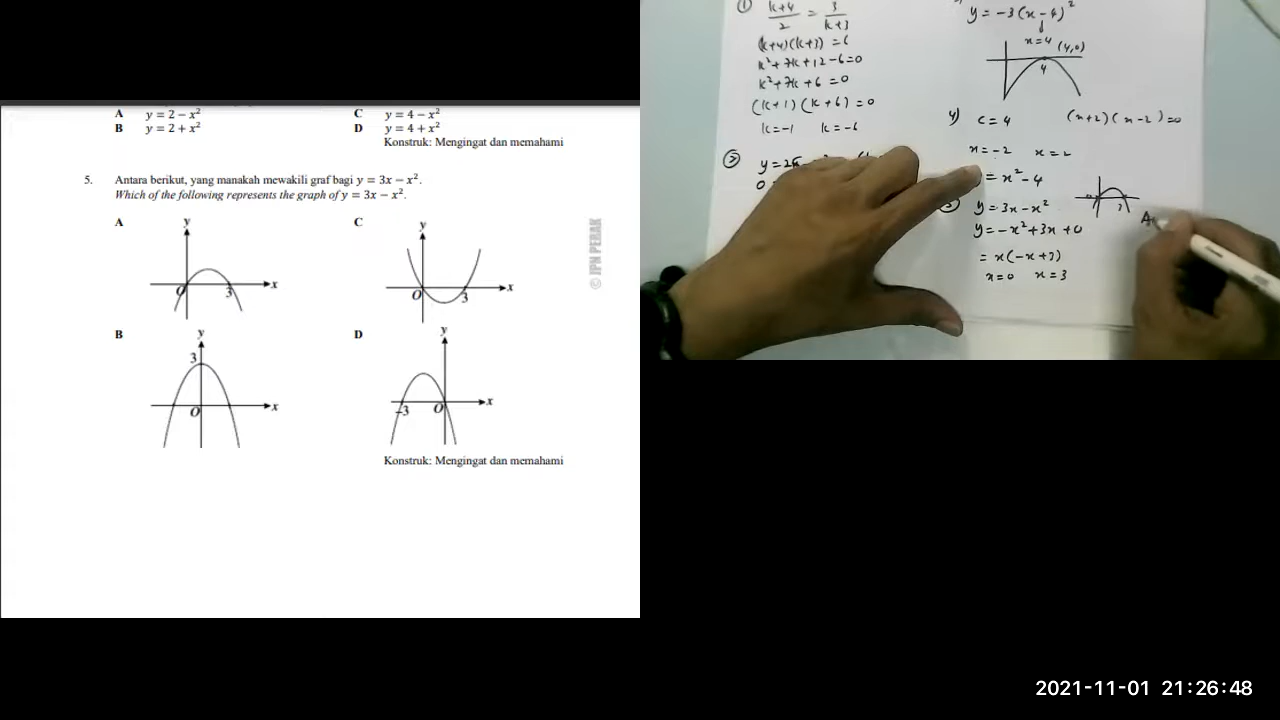 A y = 2 − x²
B y = 2 + x²
C y = 4 − x²
D y = 4 + x²
Konstruk: Mengingat dan memahami
5. Antara berikut, yang manakah mewakili graf bagi y = 3x − x².
Which of the following represents the graph of y = 3x − x².
A
y
O
3
x
C
y
O
3
x
B
y
3
O
x
D
y
−3
O
x
Konstruk: Mengingat dan memahami
© JPN PERAK
① k+4/2 = 3/k+3
(k+4)(k+3) = 6
k² + 7k + 12 − 6 = 0
k² + 7k + 6 = 0
(k+1)(k+6) = 0
k = −1 k = −6
y = −3(x − 4)²
x = 4 (4,0)
4
4) c = 4 (x+2)(x−2) = 0
x = −2 x = 2
= x² − 4
y = 3x − x²
y = −x² + 3x + 0
= x(−x + 3)
x = 0 x = 3
3
2021-11-01 21:26:48